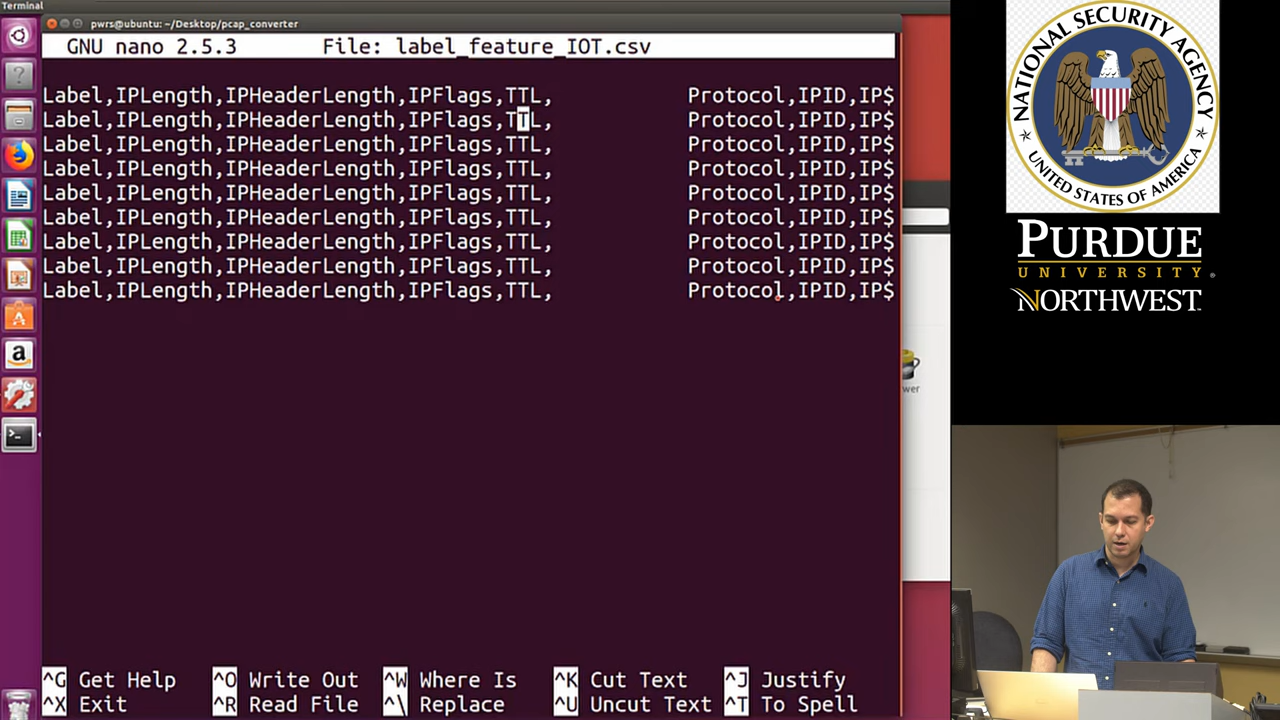 Terminal
pwrs@ubuntu: ~/Desktop/pcap_converter
GNU nano 2.5.3 File: label_feature_IOT.csv
Label,IPLength,IPHeaderLength,IPFlags,TTL, Protocol,IPID,IP$
Label,IPLength,IPHeaderLength,IPFlags,TTL, Protocol,IPID,IP$
Label,IPLength,IPHeaderLength,IPFlags,TTL, Protocol,IPID,IP$
Label,IPLength,IPHeaderLength,IPFlags,TTL, Protocol,IPID,IP$
Label,IPLength,IPHeaderLength,IPFlags,TTL, Protocol,IPID,IP$
Label,IPLength,IPHeaderLength,IPFlags,TTL, Protocol,IPID,IP$
Label,IPLength,IPHeaderLength,IPFlags,TTL, Protocol,IPID,IP$
Label,IPLength,IPHeaderLength,IPFlags,TTL, Protocol,IPID,IP$
Label,IPLength,IPHeaderLength,IPFlags,TTL, Protocol,IPID,IP$
^G Get Help ^O Write Out ^W Where Is ^K Cut Text ^J Justify
^X Exit ^R Read File ^\ Replace ^U Uncut Text ^T To Spell
wer
NATIONAL SECURITY AGENCY
UNITED STATES OF AMERICA
PURDUE
UNIVERSITY
NORTHWEST